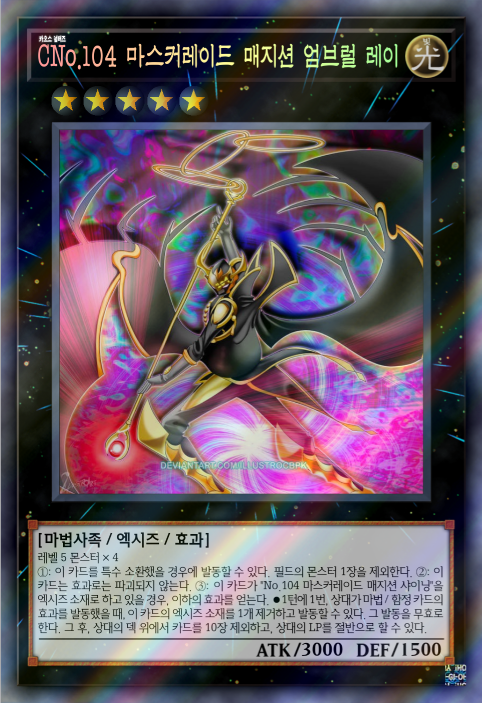 카오스 넘버즈
CNo.104 마스커레이드 매지션 엄브럴 레이
光
DEVIANTART.COM/ILLUSTROCBPK
[마법사족 / 엑시즈 / 효과]
레벨 5 몬스터 × 4
①: 이 카드를 특수 소환했을 경우에 발동할 수 있다. 필드의 몬스터 1장을 제외한다. ②: 이
카드는 효과로는 파괴되지 않는다. ③: 이 카드가 "No 104 마스커레이드 매지션 샤이닝"을
엑시즈 소재로 하고 있을 경우, 이하의 효과를 얻는다. ●1턴에 1번, 상대가 마법 / 함정 카드의
효과를 발동했을 때, 이 카드의 엑시즈 소재를 1개 제거하고 발동할 수 있다. 그 발동을 무효로
한다. 그 후, 상대의 덱 위에서 카드를 10장 제외하고, 상대의 LP를 절반으로 할 수 있다.
ATK/3000 DEF/1500